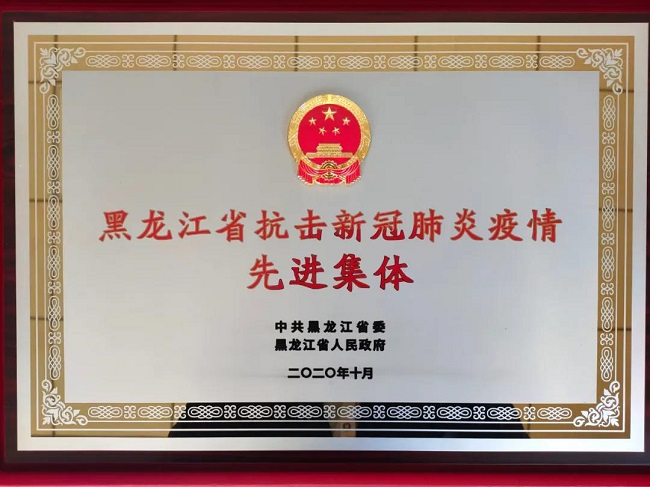 黑龙江省抗击新冠肺炎疫情
先进集体
中共黑龙江省委
黑龙江省人民政府
二〇二〇年十月